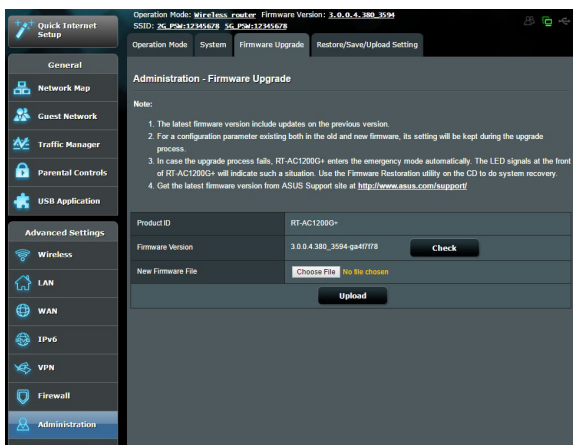 Quick Internet
Setup
General
Network Map
Guest Network
Traffic Manager
Parental Controls
USB Application
Advanced Settings
Wireless
LAN
WAN
IPv6
VPN
Firewall
Administration
Operation Mode: Wireless router Firmware Version: 3.0.0.4.380_3594
SSID: 2G_PSW:12345678 5G_PSW:12345678
Operation Mode System Firmware Upgrade Restore/Save/Upload Setting
Administration - Firmware Upgrade
Note:
1. The latest firmware version include updates on the previous version.
2. For a configuration parameter existing both in the old and new firmware, its setting will be kept during the upgrade
process.
3. In case the upgrade process fails, RT-AC1200G+ enters the emergency mode automatically. The LED signals at the front
of RT-AC1200G+ will indicate such a situation. Use the Firmware Restoration utility on the CD to do system recovery.
4. Get the latest firmware version from ASUS Support site at http://www.asus.com/support/
Product ID RT-AC1200G+
Firmware Version 3.0.0.4.380_3594-ga4f7f78 Check
New Firmware File Choose File No file chosen
Upload